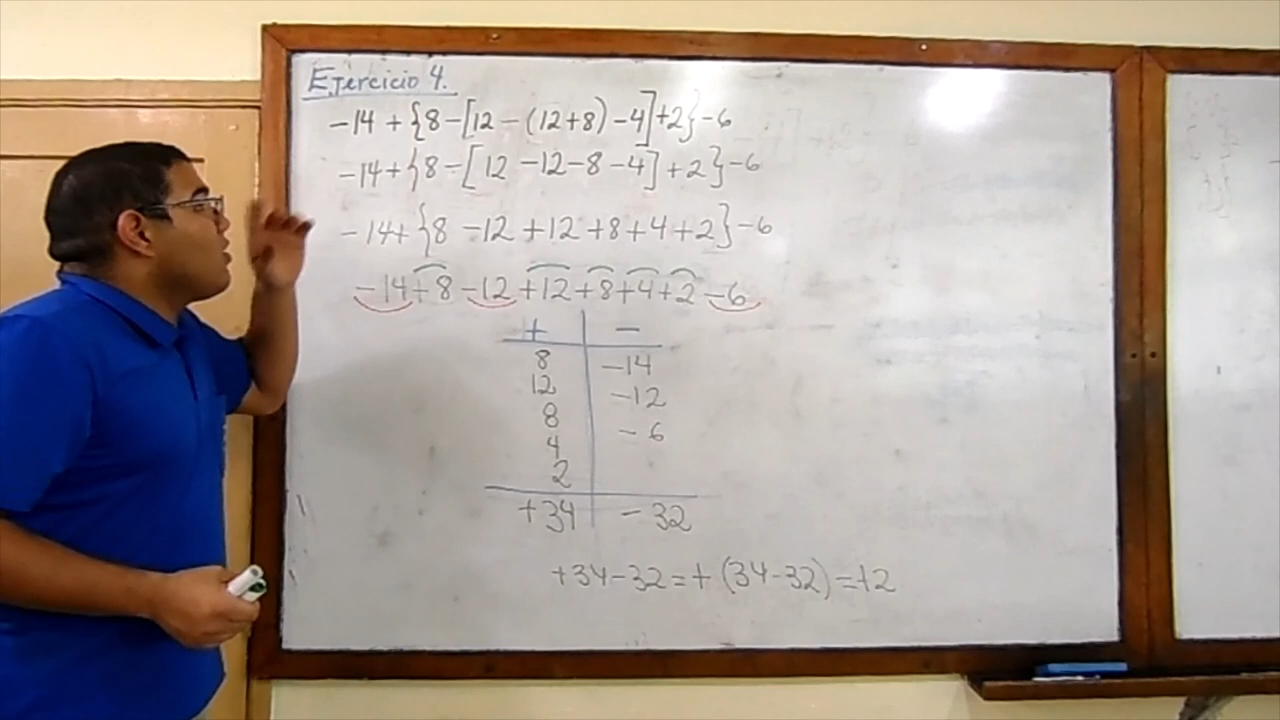 Ejercicio 4.
-14 + {8 - [12 - (12+8) - 4] + 2} - 6
-14 + {8 - [12 - 12 - 8 - 4] + 2} - 6
-14 + {8 - 12 + 12 + 8 + 4 + 2} - 6
-14 + 8 - 12 + 12 + 8 + 4 + 2 - 6
+ -
8 -14
12 -12
8 -6
4
2
+34 -32
+34 - 32 = + (34 - 32) = +2